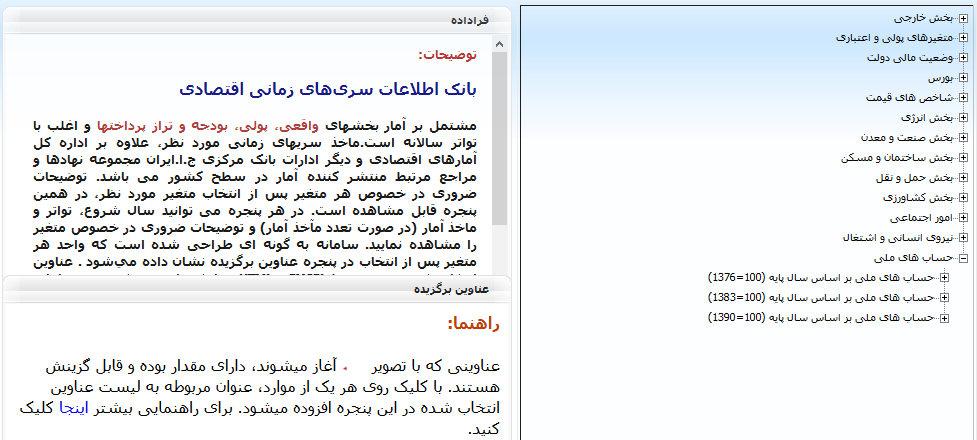 بخش خارجی
متغیرهای پولی و اعتباری
وضعیت مالی دولت
بورس
شاخص های قیمت
بخش انرژی
بخش صنعت و معدن
بخش ساختمان و مسکن
بخش حمل و نقل
بخش کشاورزی
امور اجتماعی
نیروی انسانی و اشتغال
حساب های ملی
حساب های ملی بر اساس سال پایه (100=1376)
حساب های ملی بر اساس سال پایه (100=1383)
حساب های ملی بر اساس سال پایه (100=1390)
فراداده
توضیحات:
بانک اطلاعات سری‌های زمانی اقتصادی
مشتمل بر آمار بخشهای واقعی، پولی، بودجه و تراز پرداختها و اغلب با
تواتر سالانه است.ماخذ سریهای زمانی مورد نظر، علاوه بر اداره کل
آمارهای اقتصادی و دیگر ادارات بانک مرکزی ج.ا.ایران مجموعه نهادها و
مراجع مرتبط منتشر کننده آمار در سطح کشور می باشد. توضیحات
ضروری در خصوص هر متغیر پس از انتخاب متغیر مورد نظر، در همین
پنجره قابل مشاهده است. در هر پنجره می توانید سال شروع، تواتر و
ماخذ آمار (در صورت تعدد مآخذ آمار) و توضیحات ضروری در خصوص متغیر
را مشاهده نمایید. سامانه به گونه ای طراحی شده است که واحد هر
متغیر پس از انتخاب در پنجره عناوین برگزیده نشان داده می‌شود . عناوین
عناوین برگزیده
راهنما:
عناوینی که با تصویر آغاز میشوند، دارای مقدار بوده و قابل گزینش
هستند. با کلیک روی هر یک از موارد، عنوان مربوطه به لیست عناوین
انتخاب شده در این پنجره افزوده میشود. برای راهنمایی بیشتر اینجا کلیک
کنید.